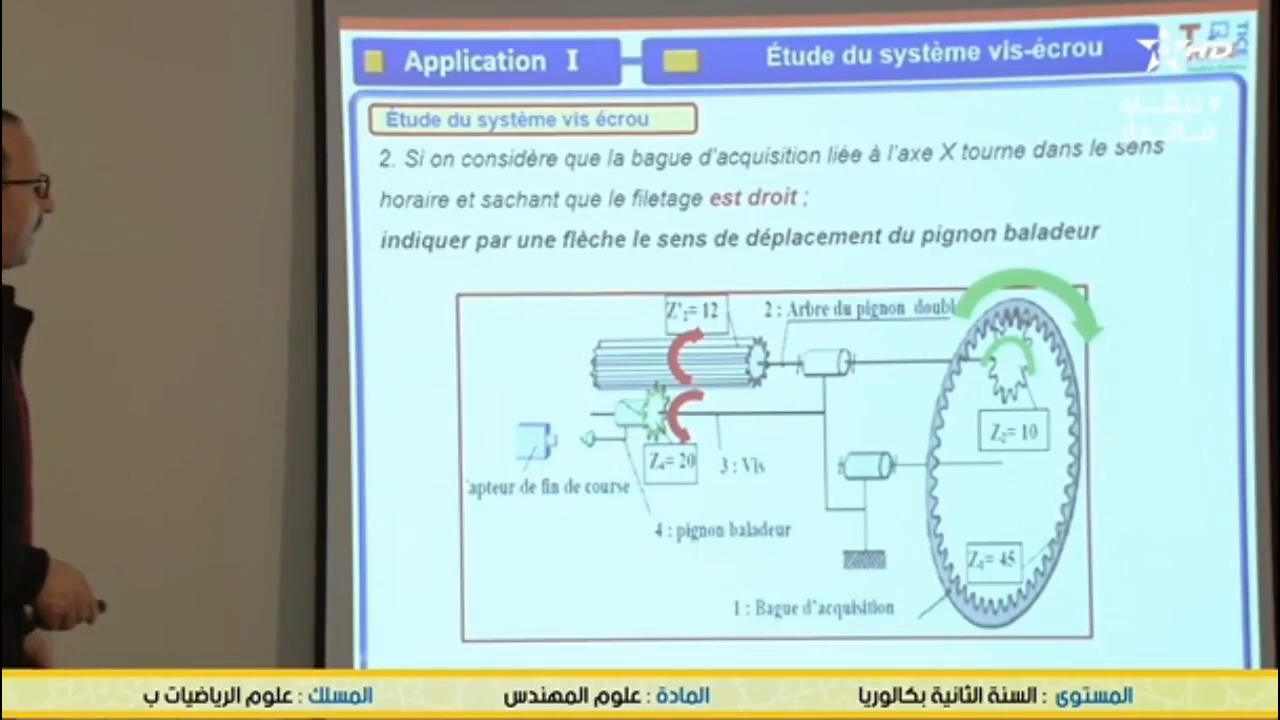 Application I
Étude du système vis-écrou
Étude du système vis écrou
2. Si on considère que la bague d'acquisition liée à l'axe X tourne dans le sens
horaire et sachant que le filetage est droit ;
indiquer par une flèche le sens de déplacement du pignon baladeur
Z'₂= 12
2 : Arbre du pignon doubl
Z₂= 10
Z₄= 20
3 : Vis
apteur de fin de course
4 : pignon baladeur
Z₁= 45
1 : Bague d'acquisition
المستوى : السنة الثانية بكالوريا
المادة : علوم المهندس
المسلك : علوم الرياضيات ب